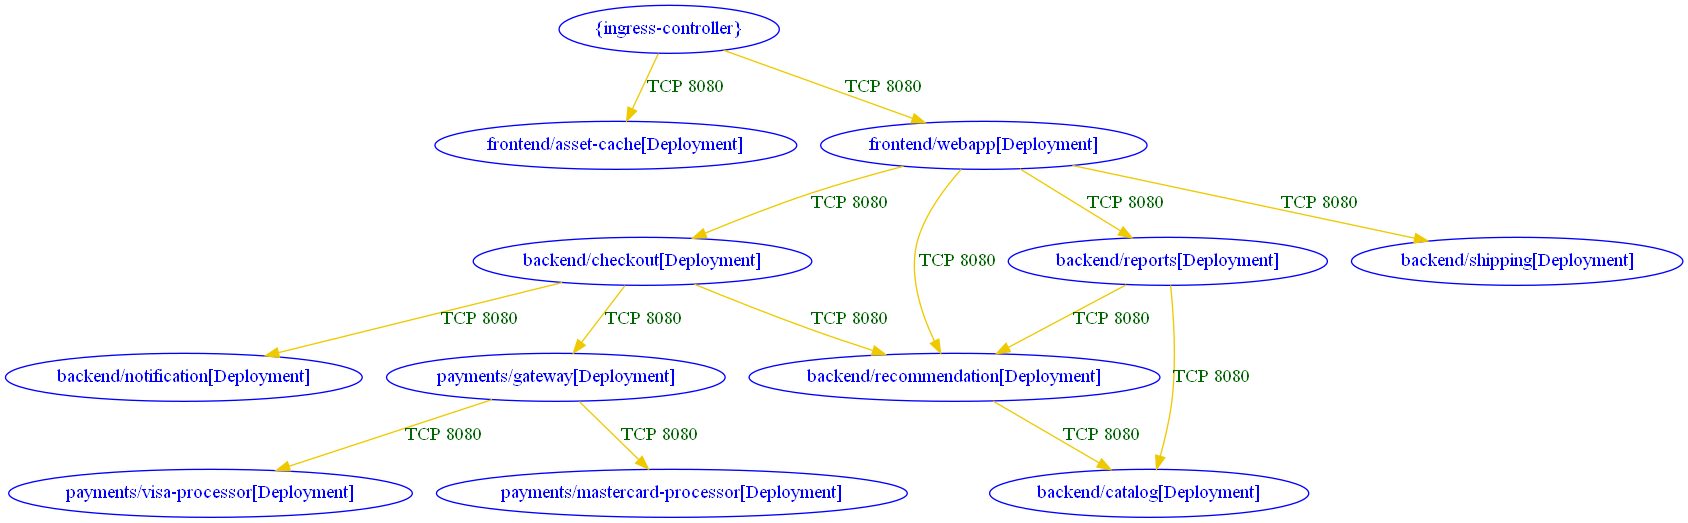 {ingress-controller}
TCP 8080
TCP 8080
frontend/asset-cache[Deployment]
frontend/webapp[Deployment]
TCP 8080
TCP 8080
TCP 8080
TCP 8080
backend/checkout[Deployment]
backend/reports[Deployment]
backend/shipping[Deployment]
TCP 8080
TCP 8080
TCP 8080
TCP 8080
TCP 8080
backend/notification[Deployment]
payments/gateway[Deployment]
backend/recommendation[Deployment]
TCP 8080
TCP 8080
TCP 8080
payments/visa-processor[Deployment]
payments/mastercard-processor[Deployment]
backend/catalog[Deployment]